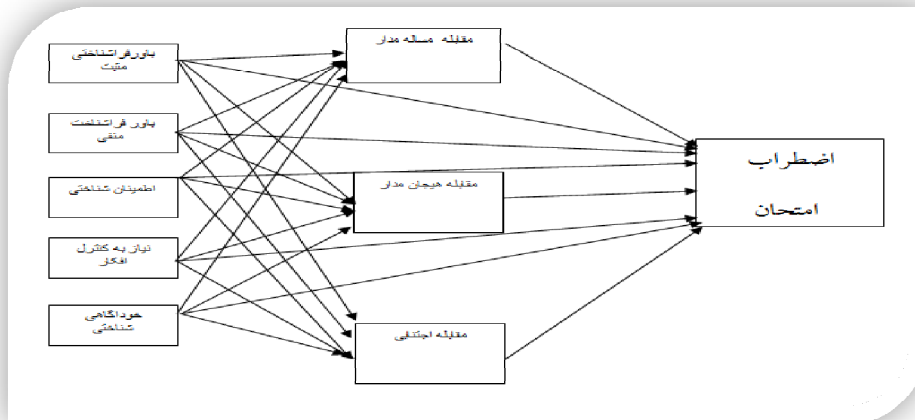 باور فراشناختی
مثبت
باور فراشناخت
منفی
اطمینان شناختی
نیاز به کنترل
افکار
خودآگاهی
شناختی
مقابله مساله مدار
مقابله هیجان مدار
مقابله اجتنابی
اضطراب
امتحان